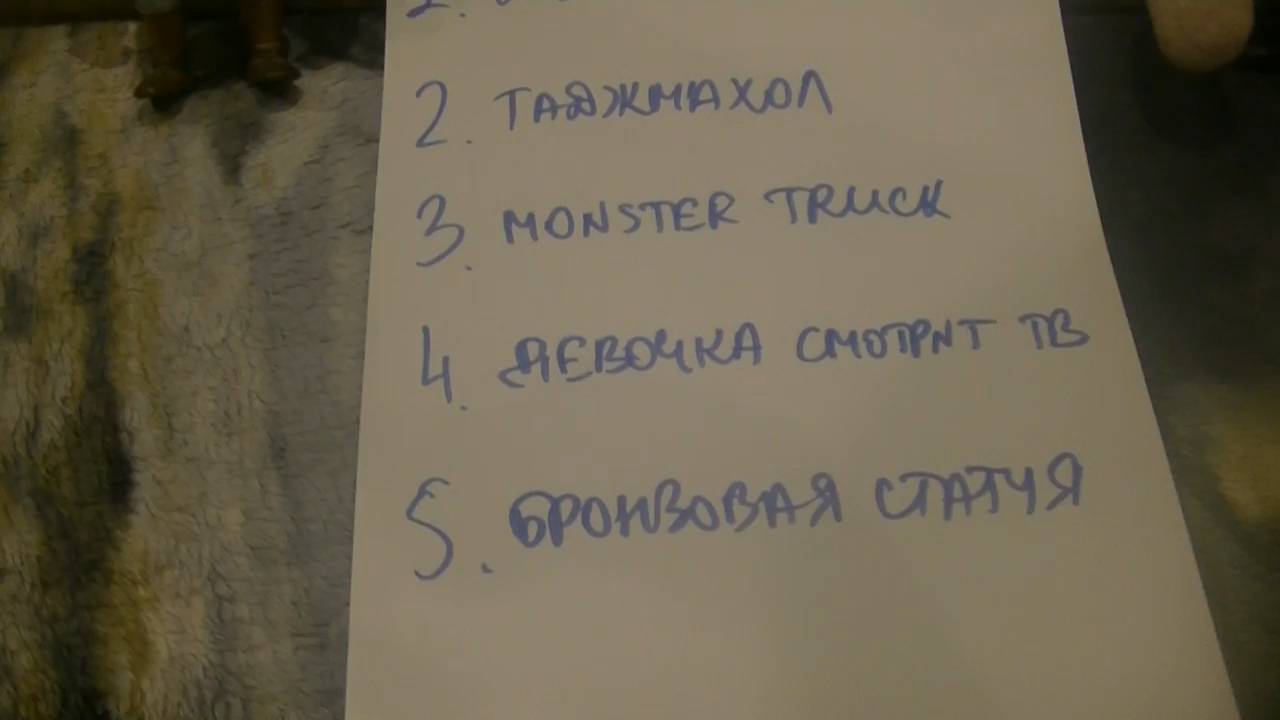 2. ТАДЖМАХОЛ
3. MONSTER TRUCK
4. ДЕВОЧКА СМОТРИТ ТВ
5. БРОНЗОВАЯ СТАТУЯ